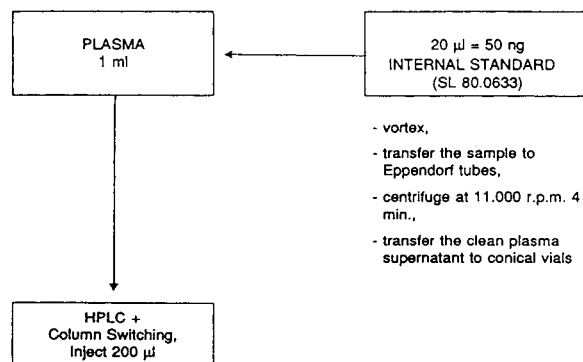 PLASMA
1 ml
20 µl = 50 ng
INTERNAL STANDARD
(SL 80.0633)
- vortex,
- transfer the sample to
Eppendorf tubes,
- centrifuge at 11.000 r.p.m. 4
min.,
- transfer the clean plasma
supernatant to conical vials
HPLC +
Column Switching,
Inject 200 µl